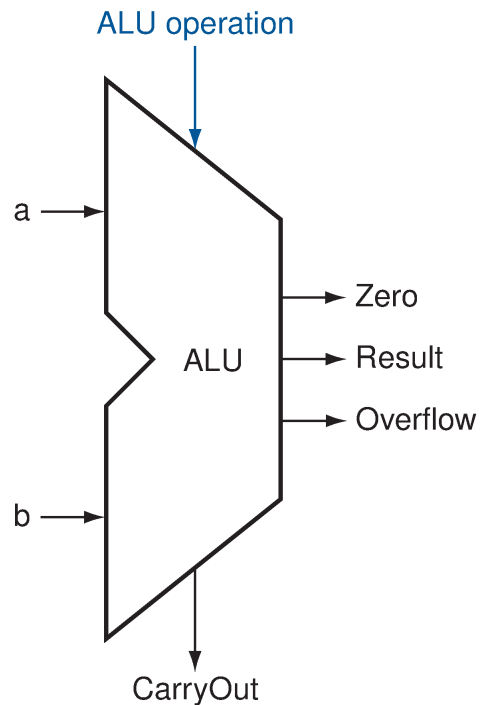 ALU operation
a
Zero
ALU
Result
Overflow
b
CarryOut